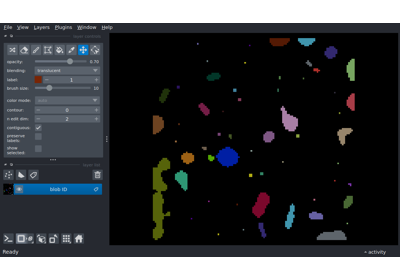 File View Layers Plugins Window Help
opacity: 0.70
blending: translucent
label: 1
brush size: 10
color mode:
contour: 0
n edit dim: 2
contiguous:
preserve
labels:
show
selected:
blob ID
Ready
activity